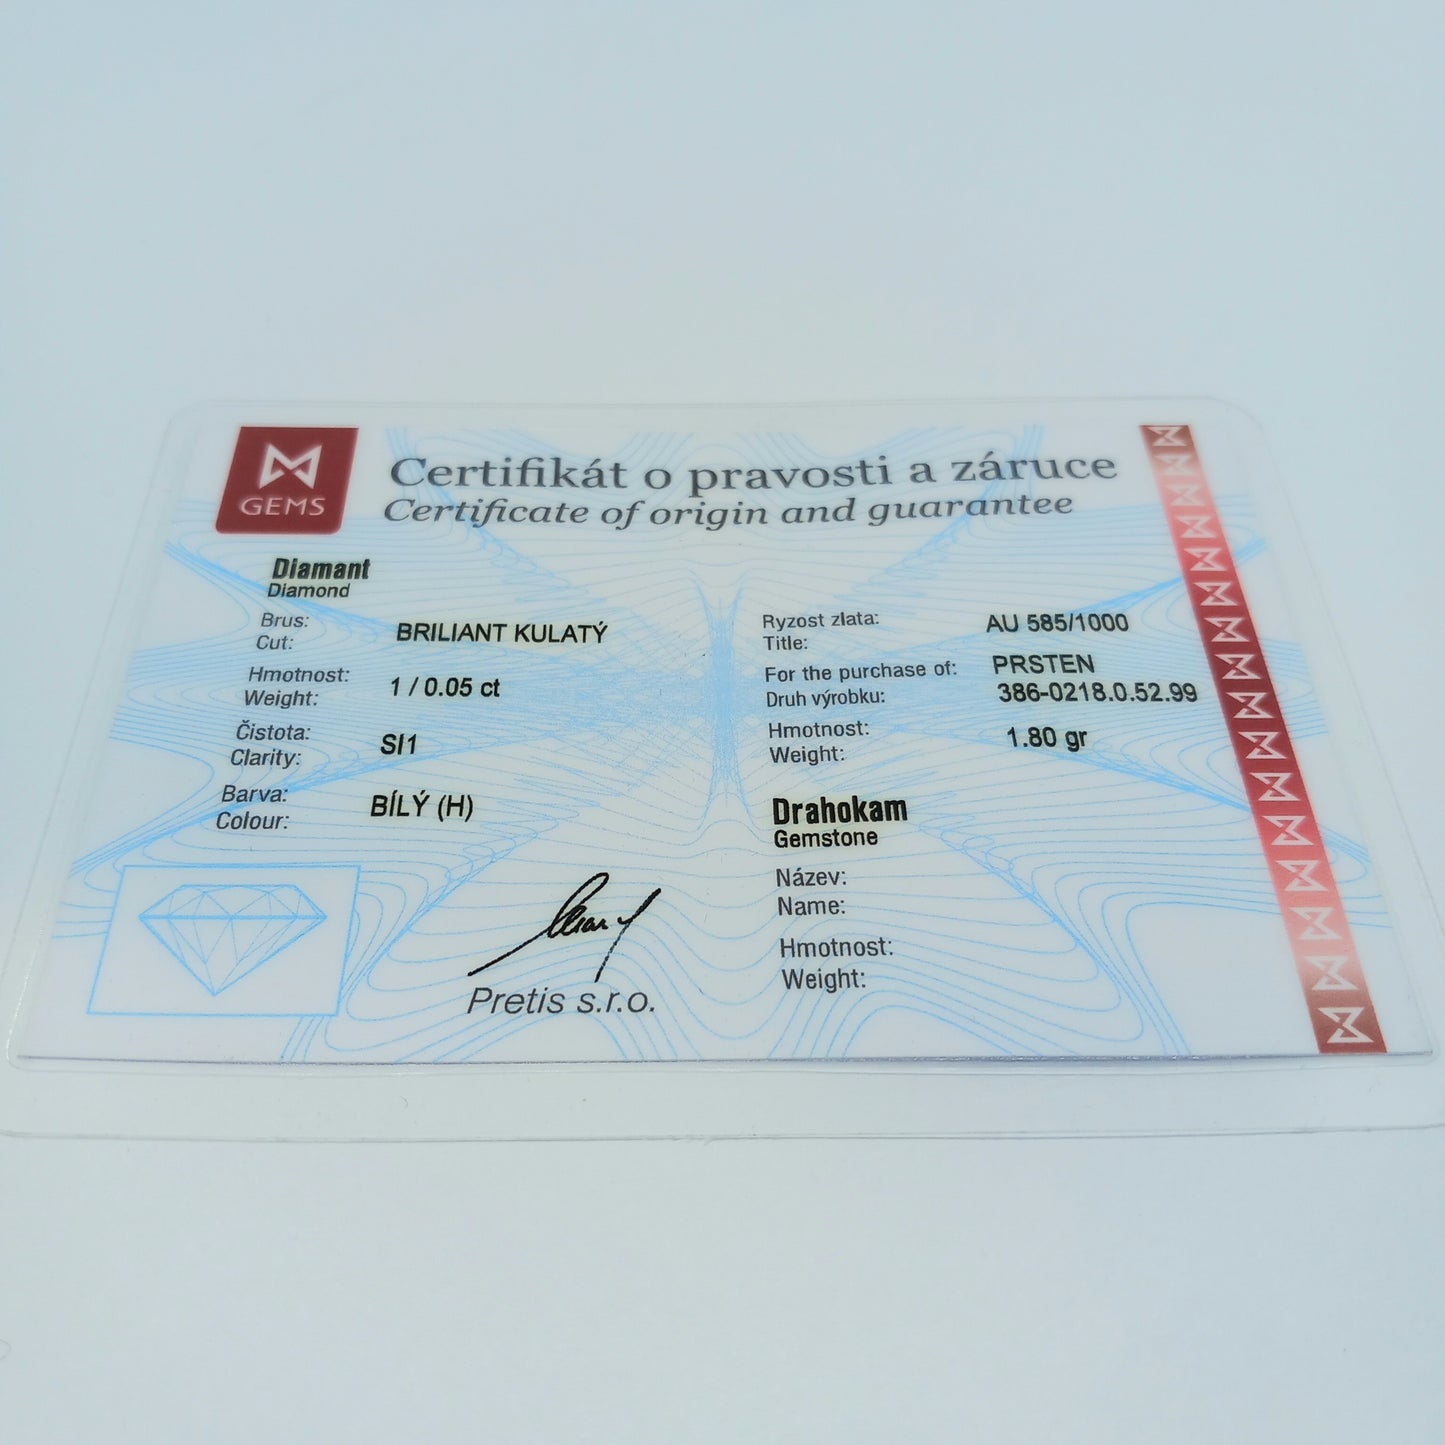 GEMS
Certifikát o pravosti a záruce
Certificate of origin and guarantee
Diamant
Diamond
Brus:
Cut:
BRILIANT KULATÝ
Hmotnost:
Weight:
1 / 0.05 ct
Čistota:
Clarity:
SI1
Barva:
Colour:
BÍLÝ (H)
Pretis s.r.o.
Ryzost zlata:
Title:
AU 585/1000
For the purchase of:
Druh výrobku:
PRSTEN
386-0218.0.52.99
Hmotnost:
Weight:
1.80 gr
Drahokam
Gemstone
Název:
Name:
Hmotnost:
Weight: